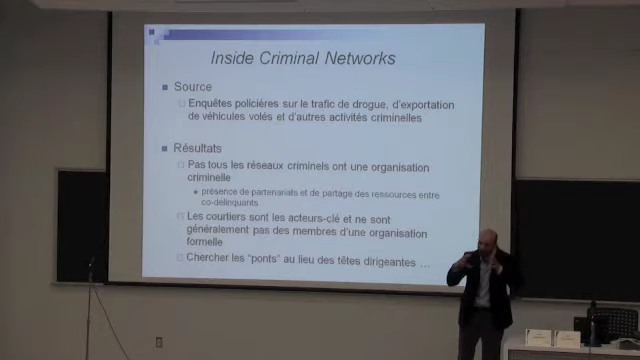 Inside Criminal Networks
Source
Enquêtes policières sur le trafic de drogue, d'exportation
de véhicules volés et d'autres activités criminelles
Résultats
Pas tous les réseaux criminels ont une organisation
criminelle
présence de partenariats et de partage des ressources entre
co-delinquants
Les courtiers sont les acteurs-clé et ne sont
généralement pas des membres d'une organisation
formelle
Chercher les "ponts" au lieu des têtes dirigeantes ...